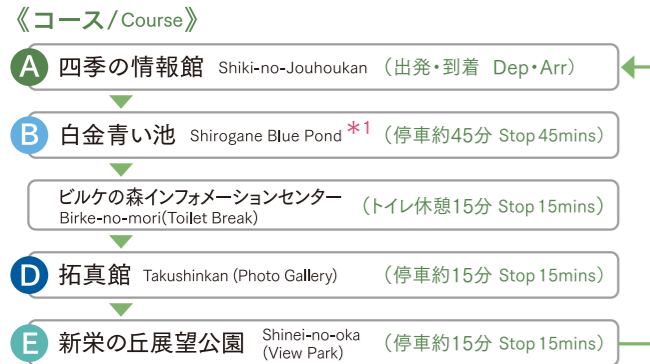 《コース/Course》
A 四季の情報館 Shiki-no-Jouhoukan (出発・到着 Dep・Arr)
B 白金青い池 Shirogane Blue Pond *1 (停車約45分 Stop 45mins)
ビルケの森インフォメーションセンター
Birke-no-mori(Toilet Break) (トイレ休憩15分 Stop 15mins)
D 拓真館 Takushinkan (Photo Gallery) (停車約15分 Stop 15mins)
E 新栄の丘展望公園 Shinei-no-oka (View Park) (停車約15分 Stop 15mins)